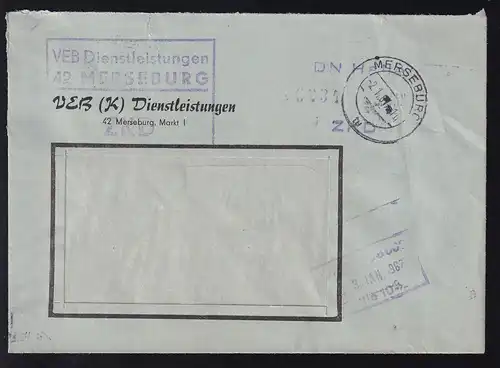 VEB Dienstleistungen
42 MERSEBURG
ZKD
VEB (K) Dienstleistungen
42 Merseburg, Markt 1
ZKD
MERSEBURG